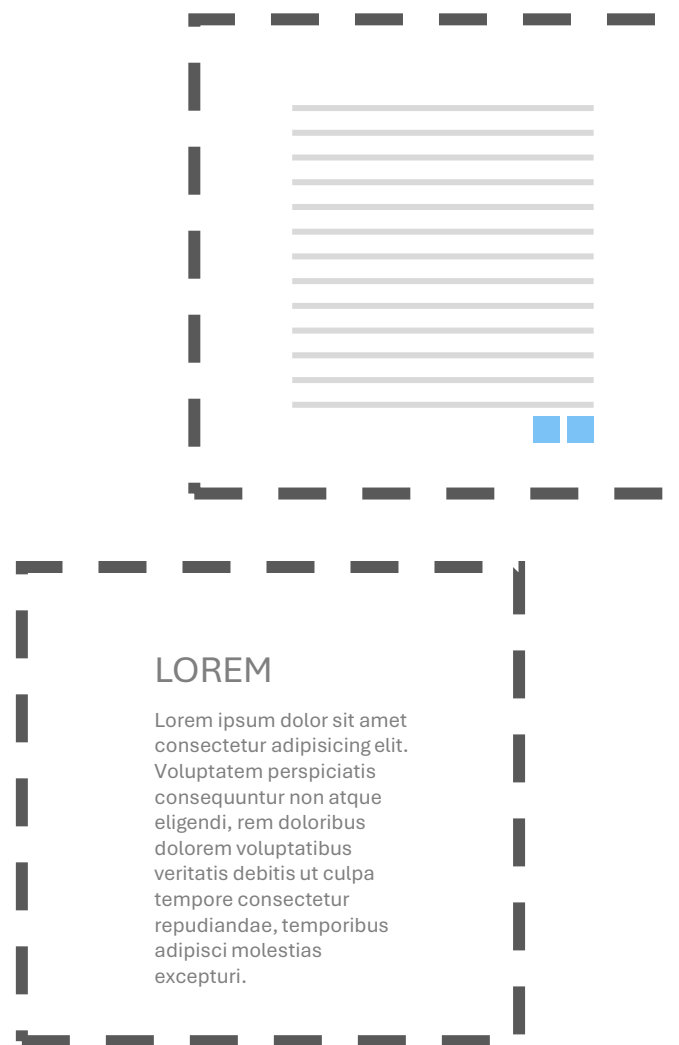 LOREM
Lorem ipsum dolor sit amet
consectetur adipisicing elit.
Voluptatem perspiciatis
consequuntur non atque
eligendi, rem doloribus
dolorem voluptatibus
veritatis debitis ut culpa
tempore consectetur
repudiandae, temporibus
adipisci molestias
excepturi.